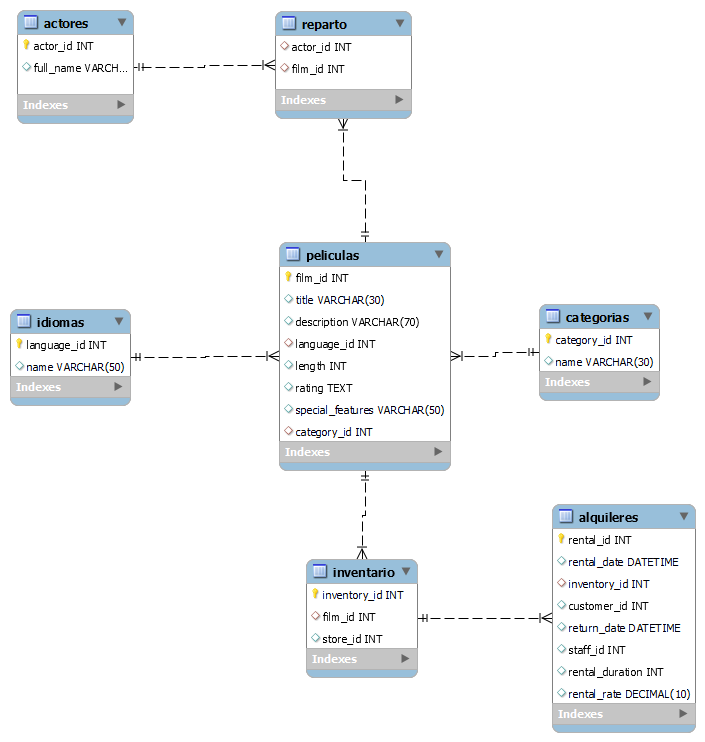 actores
actor_id INT
full_name VARCH...
Indexes
reparto
actor_id INT
film_id INT
Indexes
peliculas
film_id INT
title VARCHAR(30)
description VARCHAR(70)
language_id INT
length INT
rating TEXT
special_features VARCHAR(50)
category_id INT
Indexes
idiomas
language_id INT
name VARCHAR(50)
Indexes
categorias
category_id INT
name VARCHAR(30)
Indexes
inventario
inventory_id INT
film_id INT
store_id INT
Indexes
alquileres
rental_id INT
rental_date DATETIME
inventory_id INT
customer_id INT
return_date DATETIME
staff_id INT
rental_duration INT
rental_rate DECIMAL(10)
Indexes